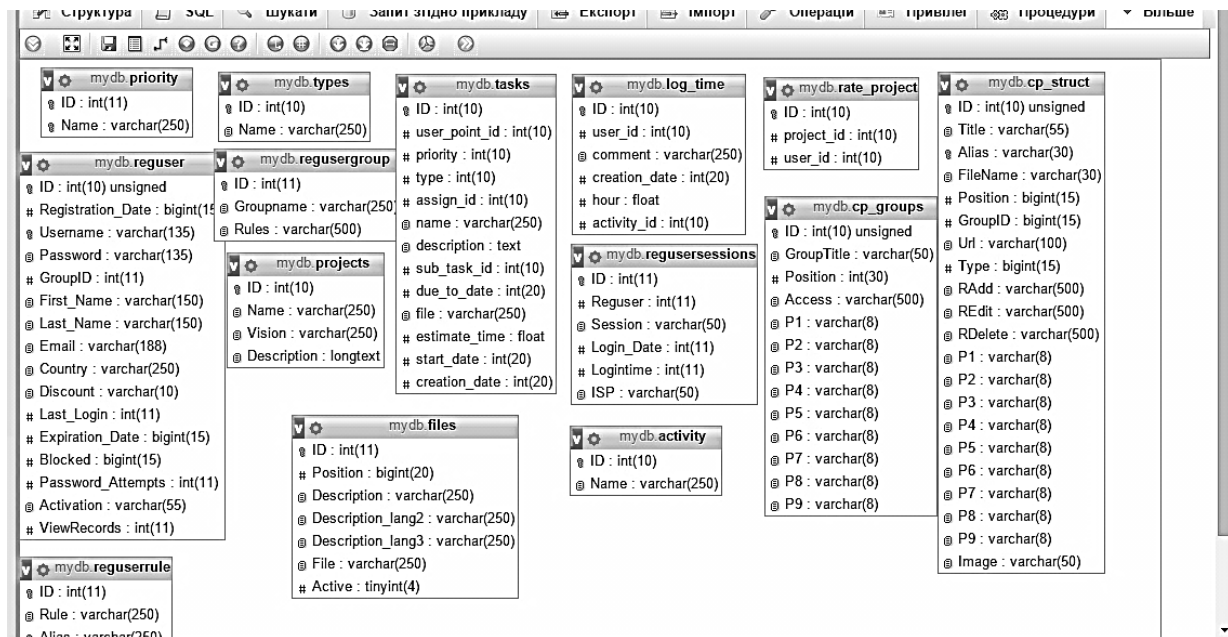 Структура SQL Шукати Запит згідно прикладу Експорт Імпорт Операції Привілеї Процедури Більше
mydb.priority
ID : int(11)
Name : varchar(250)
mydb.types
ID : int(10)
Name : varchar(250)
mydb.tasks
ID : int(10)
# user_point_id : int(10)
# priority : int(10)
# type : int(10)
# assign_id : int(10)
name : varchar(250)
description : text
# sub_task_id : int(10)
# due_to_date : int(20)
file : varchar(250)
# estimate_time : float
# start_date : int(20)
# creation_date : int(20)
mydb.log_time
ID : int(10)
# user_id : int(10)
comment : varchar(250)
# creation_date : int(20)
# hour : float
# activity_id : int(10)
mydb.rate_project
ID : int(10)
# project_id : int(10)
# user_id : int(10)
mydb.cp_struct
ID : int(10) unsigned
Title : varchar(55)
Alias : varchar(30)
FileName : varchar(30)
# Position : bigint(15)
# GroupID : bigint(15)
Url : varchar(100)
# Type : bigint(15)
RAdd : varchar(500)
REdit : varchar(500)
RDelete : varchar(500)
P1 : varchar(8)
P2 : varchar(8)
P3 : varchar(8)
P4 : varchar(8)
P5 : varchar(8)
P6 : varchar(8)
P7 : varchar(8)
P8 : varchar(8)
P9 : varchar(8)
Image : varchar(50)
mydb.reguser
ID : int(10) unsigned
# Registration_Date : bigint(15
Username : varchar(135)
Password : varchar(135)
# GroupID : int(11)
First_Name : varchar(150)
Last_Name : varchar(150)
Email : varchar(188)
Country : varchar(250)
Discount : varchar(10)
# Last_Login : int(11)
# Expiration_Date : bigint(15)
# Blocked : bigint(15)
# Password_Attempts : int(11)
Activation : varchar(55)
# ViewRecords : int(11)
mydb.regusergroup
ID : int(11)
Groupname : varchar(250)
Rules : varchar(500)
mydb.projects
ID : int(10)
Name : varchar(250)
Vision : varchar(250)
Description : longtext
mydb.regusersessions
ID : int(11)
# Reguser : int(11)
Session : varchar(50)
# Login_Date : int(11)
# Logintime : int(11)
ISP : varchar(50)
mydb.cp_groups
ID : int(10) unsigned
GroupTitle : varchar(50)
# Position : int(30)
Access : varchar(500)
P1 : varchar(8)
P2 : varchar(8)
P3 : varchar(8)
P4 : varchar(8)
P5 : varchar(8)
P6 : varchar(8)
P7 : varchar(8)
P8 : varchar(8)
P9 : varchar(8)
mydb.files
ID : int(11)
# Position : bigint(20)
Description : varchar(250)
Description_lang2 : varchar(250)
Description_lang3 : varchar(250)
File : varchar(250)
# Active : tinyint(4)
mydb.activity
ID : int(10)
Name : varchar(250)
mydb.reguserrule
ID : int(11)
Rule : varchar(250)
Alias : varchar(250)